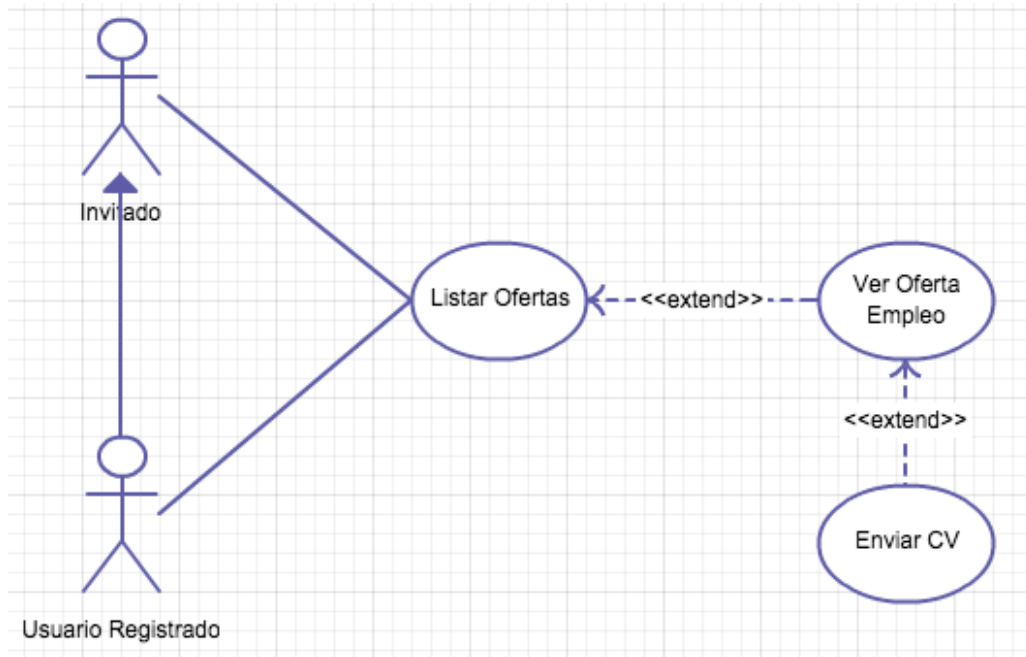 Invitado
Listar Ofertas
<<extend>>
Ver Oferta
Empleo
<<extend>>
Enviar CV
Usuario Registrado